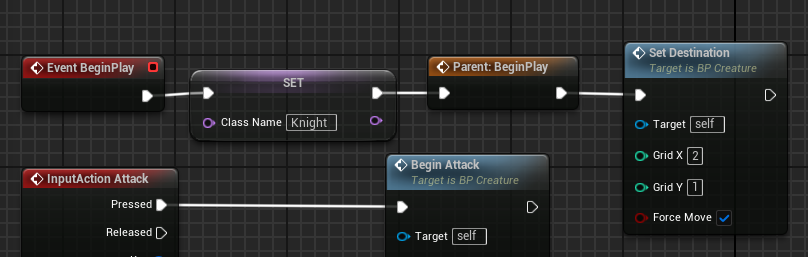 Event BeginPlay
SET
Class Name Knight
Parent: BeginPlay
Set Destination
Target is BP Creature
Target self
Grid X 2
Grid Y 1
Force Move
InputAction Attack
Pressed
Released
Begin Attack
Target is BP Creature
Target self